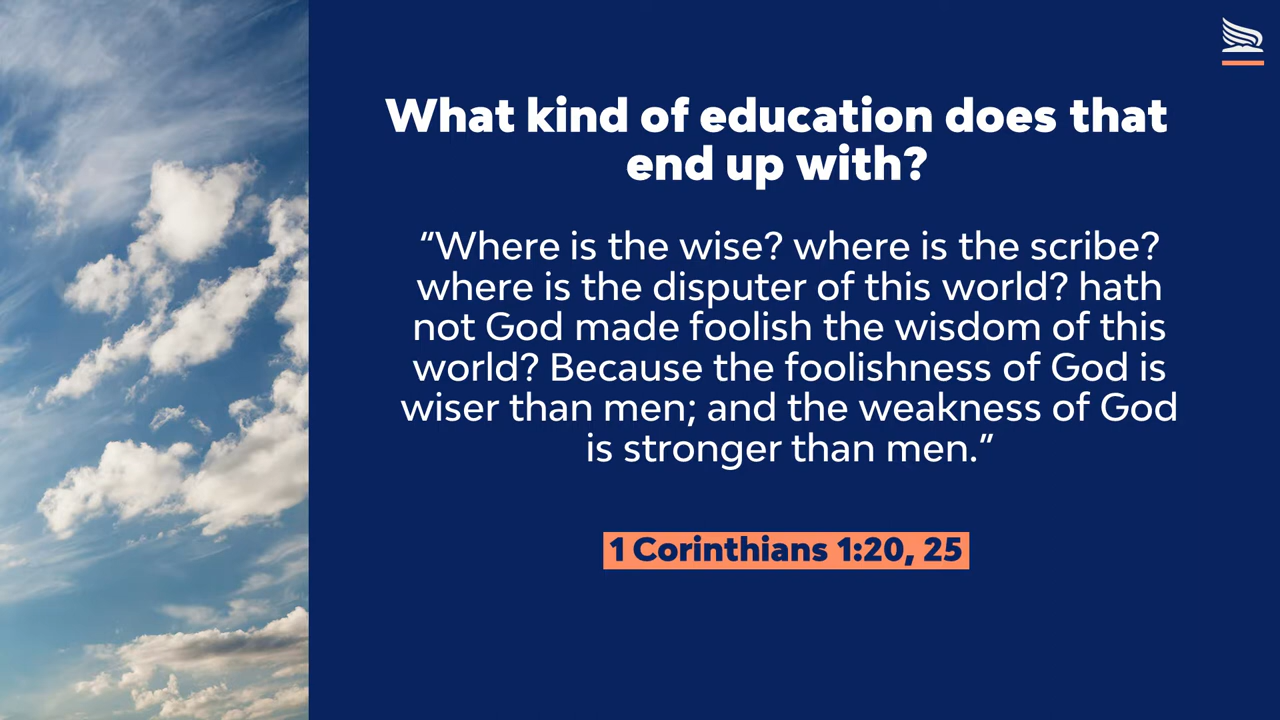 What kind of education does that
end up with?
“Where is the wise? where is the scribe?
where is the disputer of this world? hath
not God made foolish the wisdom of this
world? Because the foolishness of God is
wiser than men; and the weakness of God
is stronger than men.”
1 Corinthians 1:20, 25